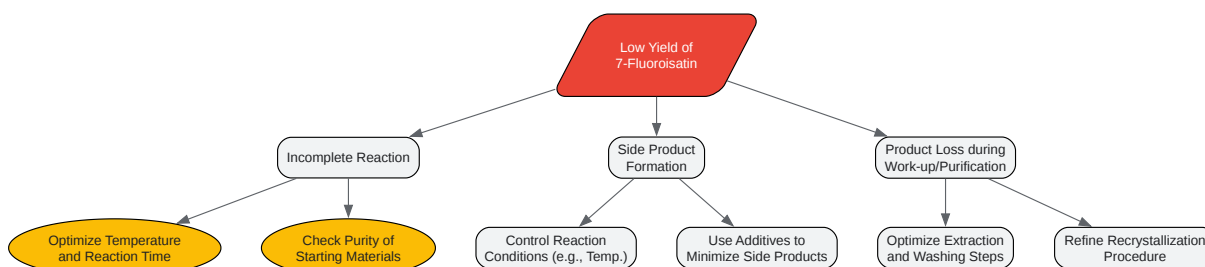 Low Yield of
7-Fluoroisatin
Incomplete Reaction
Side Product
Formation
Product Loss during
Work-up/Purification
Optimize Temperature
and Reaction Time
Check Purity of
Starting Materials
Control Reaction
Conditions (e.g., Temp.)
Use Additives to
Minimize Side Products
Optimize Extraction
and Washing Steps
Refine Recrystallization
Procedure